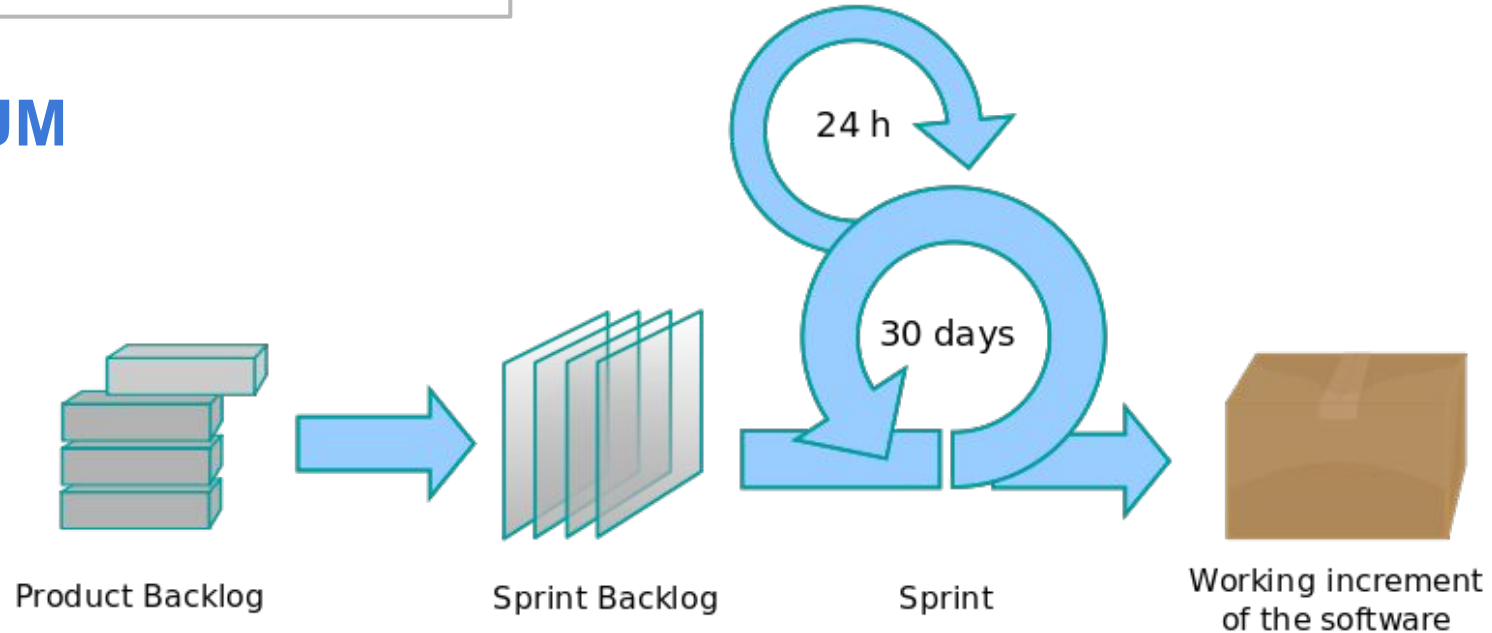 UM
24 h
30 days
Product Backlog
Sprint Backlog
Sprint
Working increment
of the software